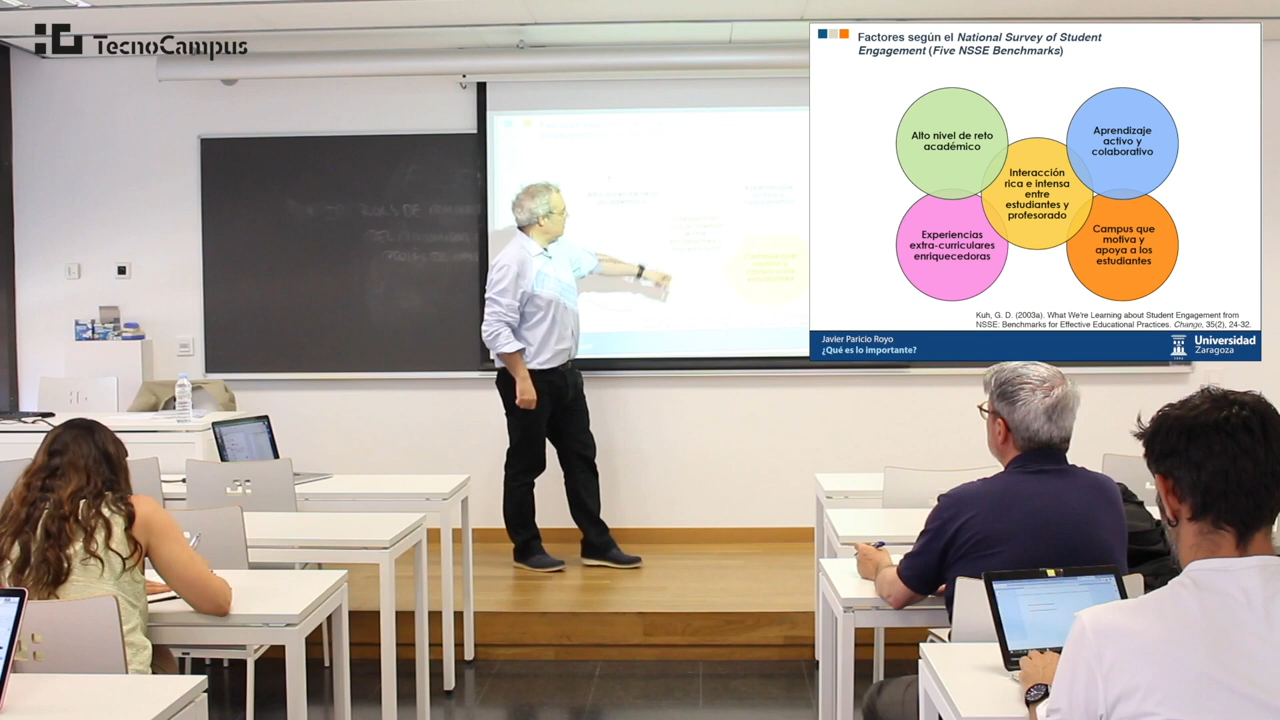 TecnoCampus
Factores según el National Survey of Student
Engagement (Five NSSE Benchmarks)
Alto nivel de reto
académico
Aprendizaje
activo y
colaborativo
Interacción
rica e intensa
entre
estudiantes y
profesorado
Experiencias
extra-curriculares
enriquecedoras
Campus que
motiva y
apoya a los
estudiantes
Kuh, G. D. (2003a). What We're Learning about Student Engagement from
NSSE: Benchmarks for Effective Educational Practices. Change, 35(2), 24-32.
Javier Paricio Royo
¿Qué es lo importante?
Universidad
Zaragoza